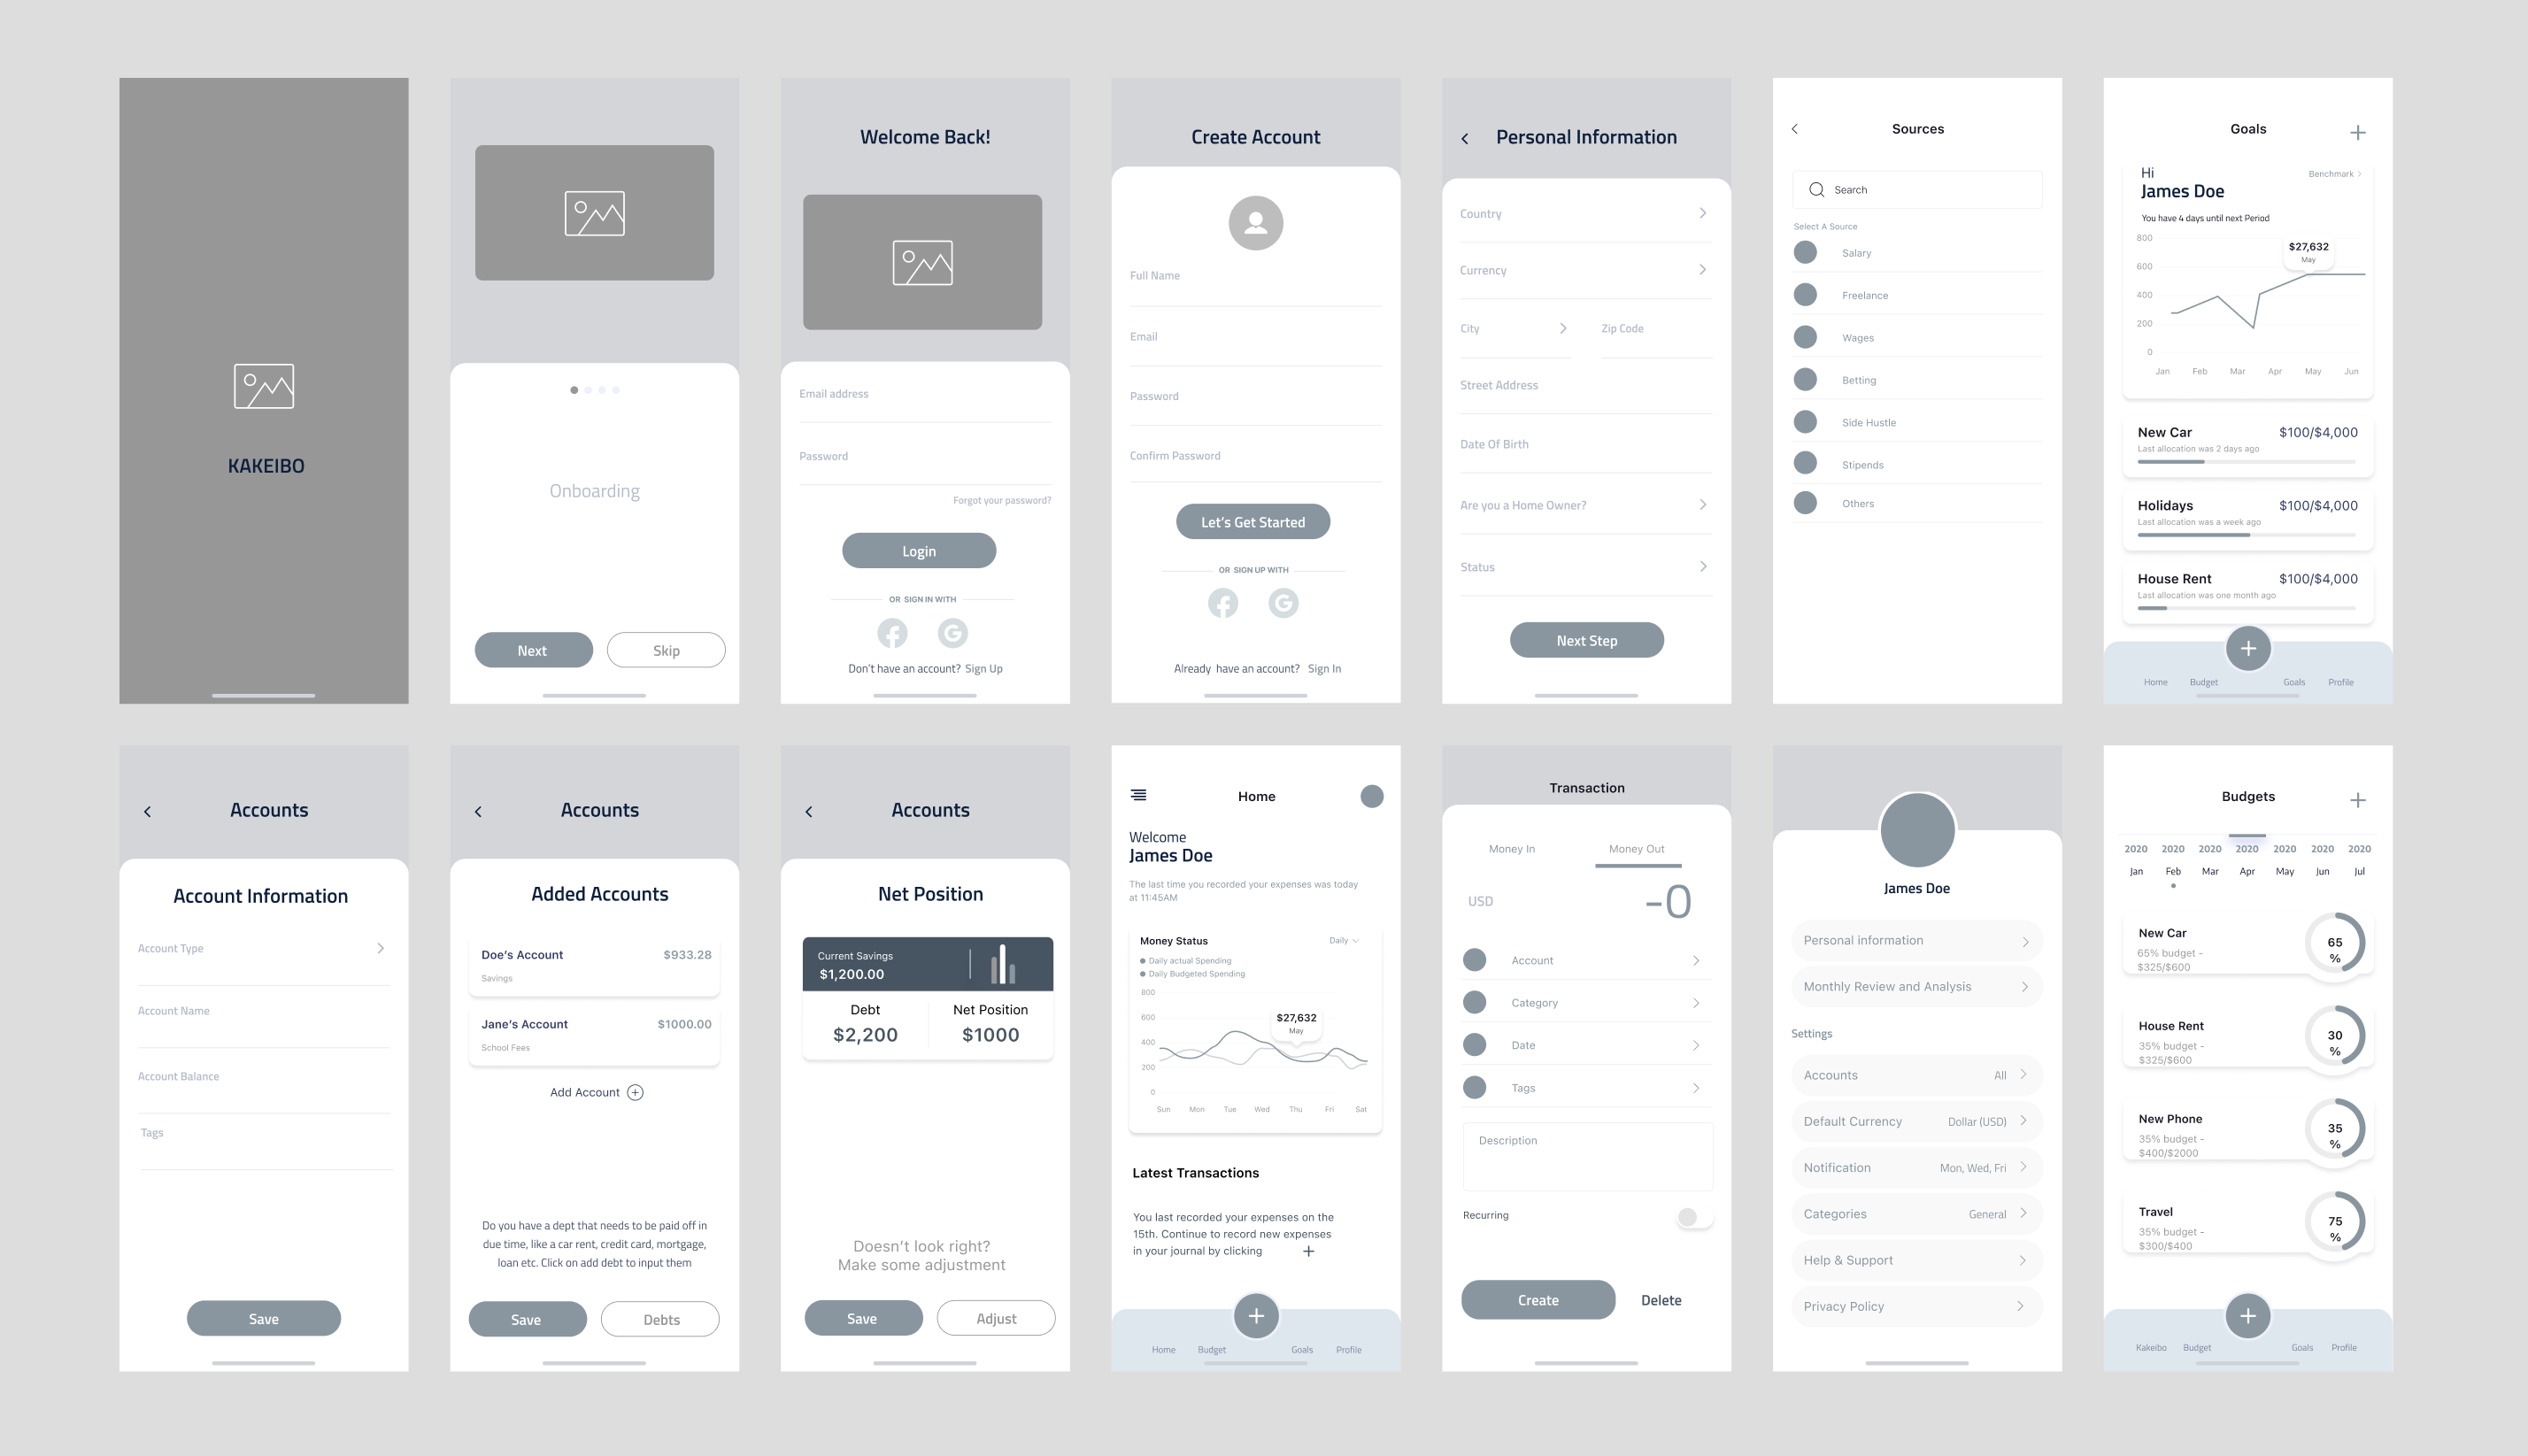 KAKEIBO
Onboarding
Next
Skip
Welcome Back!
Email address
Password
Forgot your password?
Login
OR SIGN IN WITH
Don't have an account? Sign Up
Create Account
Full Name
Email
Password
Confirm Password
Let's Get Started
OR SIGN UP WITH
Already have an account? Sign In
Personal Information
Country
Currency
City
Zip Code
Street Address
Date Of Birth
Are you a Home Owner?
Status
Next Step
Sources
Search
Select A Source
Salary
Freelance
Wages
Betting
Side Hustle
Stipends
Others
Goals
Hi
Benchmark
James Doe
You have 4 days until next Period
800
$27,632
May
600
400
200
0
Jan Feb Mar Apr May Jun
New Car $100/$4,000
Last allocation was 2 days ago
Holidays $100/$4,000
Last allocation was a week ago
House Rent $100/$4,000
Last allocation was one month ago
Home Budget Goals Profile
Accounts
Account Information
Account Type
Account Name
Account Balance
Tags
Save
Accounts
Added Accounts
Doe's Account $933.28
Savings
Jane's Account $1000.00
School Fees
Add Account
Do you have a dept that needs to be paid off in
due time, like a car rent, credit card, mortgage,
loan etc. Click on add debt to input them
Save
Debts
Accounts
Net Position
Current Savings
$1,200.00
Debt Net Position
$2,200 $1000
Doesn't look right?
Make some adjustment
Save
Adjust
Home
Welcome
James Doe
The last time you recorded your expenses was today
at 11:45AM
Money Status Daily
Daily actual Spending
Daily Budgeted Spending
800
600
$27,632
May
400
200
0
Sun Mon Tue Wed Thu Fri Sat
Latest Transactions
You last recorded your expenses on the
15th. Continue to record new expenses
in your journal by clicking +
Home Budget Goals Profile
Transaction
Money In Money Out
USD -0
Account
Category
Date
Tags
Description
Recurring
Create
Delete
James Doe
Personal information
Monthly Review and Analysis
Settings
Accounts All
Default Currency Dollar (USD)
Notification Mon, Wed, Fri
Categories General
Help & Support
Privacy Policy
Budgets
2020 2020 2020 2020 2020 2020 2020
Jan Feb Mar Apr May Jun Jul
New Car
65% budget -
$325/$600
65
%
House Rent
35% budget -
$325/$600
30
%
New Phone
35% budget -
$400/$2000
35
%
Travel
35% budget -
$300/$400
75
%
Kakeibo Budget Goals Profile